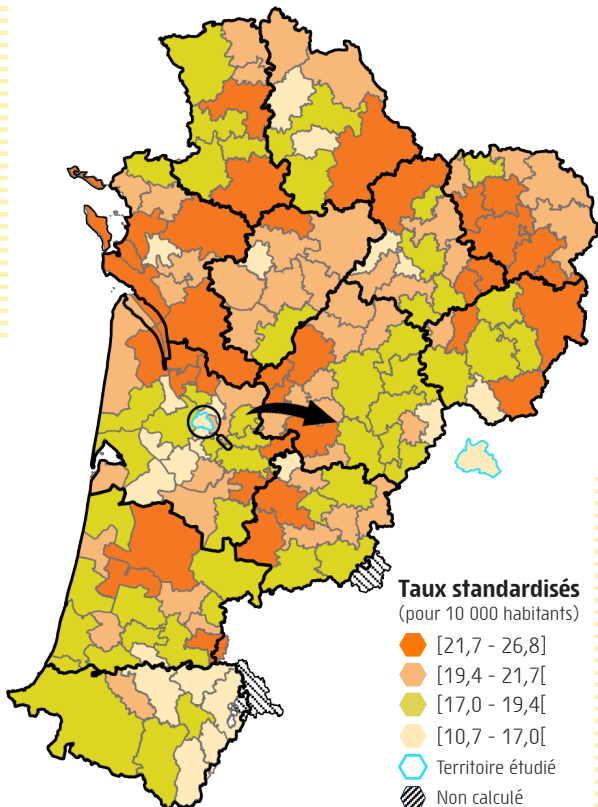 Taux standardisés
(pour 10 000 habitants)
[21,7 - 26,8]
[19,4 - 21,7[
[17,0 - 19,4[
[10,7 - 17,0[
Territoire étudié
Non calculé